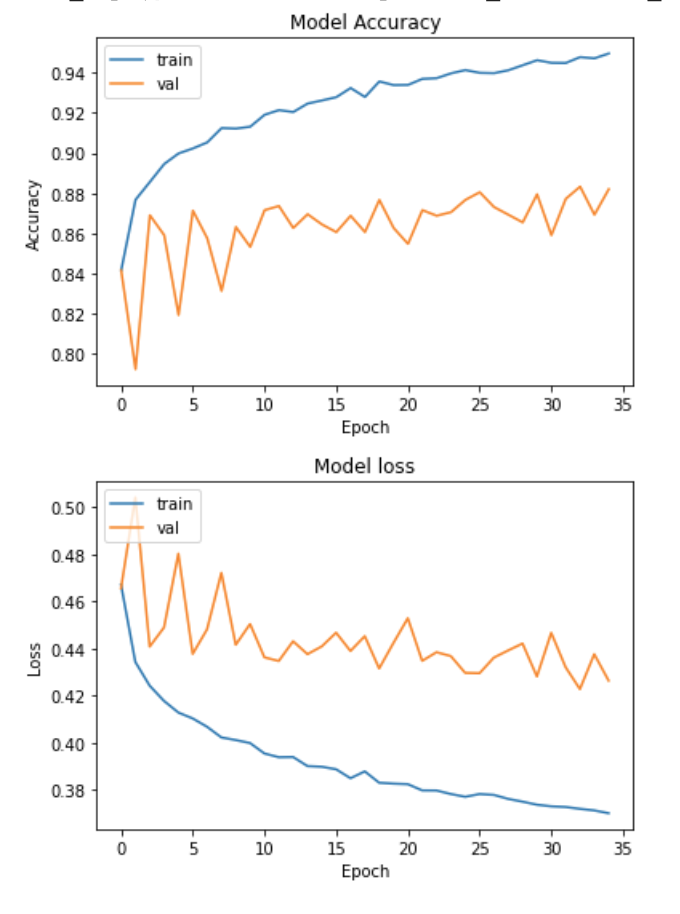 Model Accuracy
train
val
0.94
0.92
0.90
0.88
0.86
0.84
0.82
0.80
Accuracy
0 5 10 15 20 25 30 35
Epoch
Model loss
train
val
0.50
0.48
0.46
0.44
0.42
0.40
0.38
Loss
0 5 10 15 20 25 30 35
Epoch